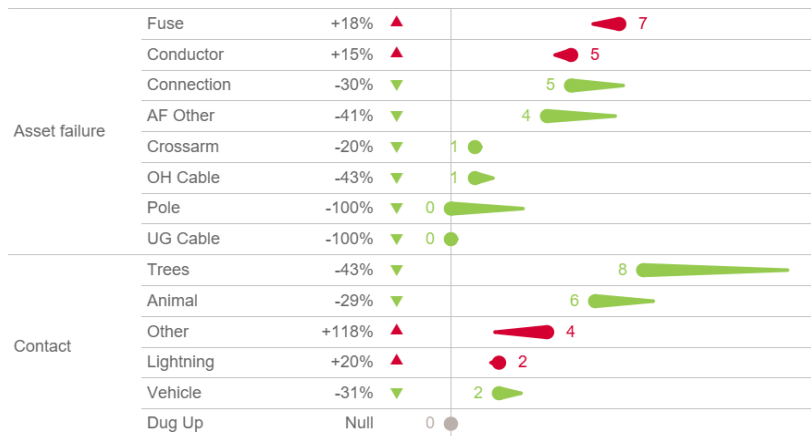 Fuse +18% ▲ 7
Conductor +15% ▲ 5
Connection -30% ▼ 5
AF Other -41% ▼ 4
Asset failure
Crossarm -20% ▼ 1
OH Cable -43% ▼ 1
Pole -100% ▼ 0
UG Cable -100% ▼ 0
Trees -43% ▼ 8
Animal -29% ▼ 6
Other +118% ▲ 4
Contact
Lightning +20% ▲ 2
Vehicle -31% ▼ 2
Dug Up Null 0